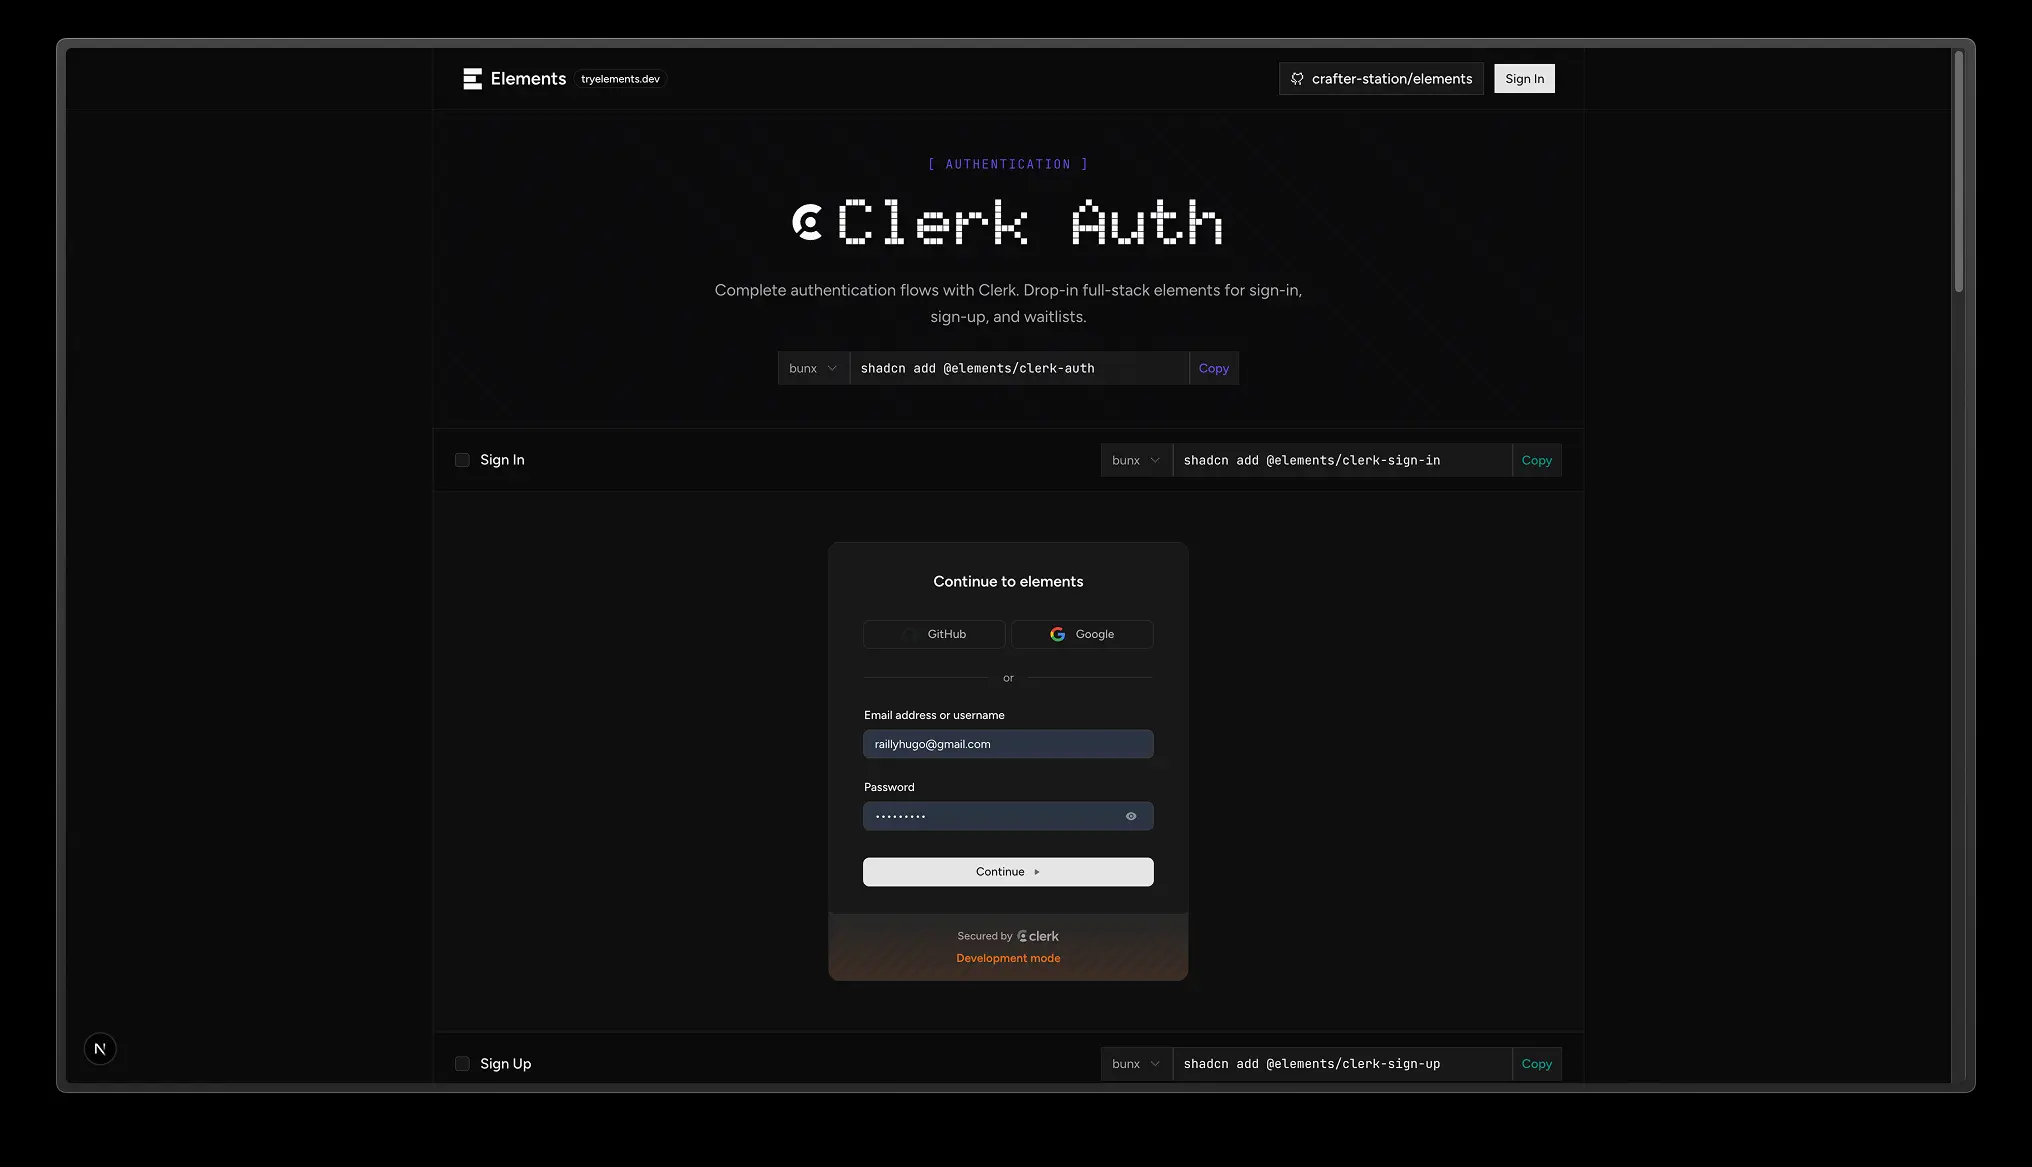 Elements tryelements.dev
crafter-station/elements Sign In
[ AUTHENTICATION ]
Clerk Auth
Complete authentication flows with Clerk. Drop-in full-stack elements for sign-in,
sign-up, and waitlists.
bunx shadcn add @elements/clerk-auth Copy
Sign In bunx shadcn add @elements/clerk-sign-in Copy
Continue to elements
GitHub Google
or
Email address or username
raillyhugo@gmail.com
Password
•••••••••
Continue
Secured by clerk
Development mode
N
Sign Up bunx shadcn add @elements/clerk-sign-up Copy